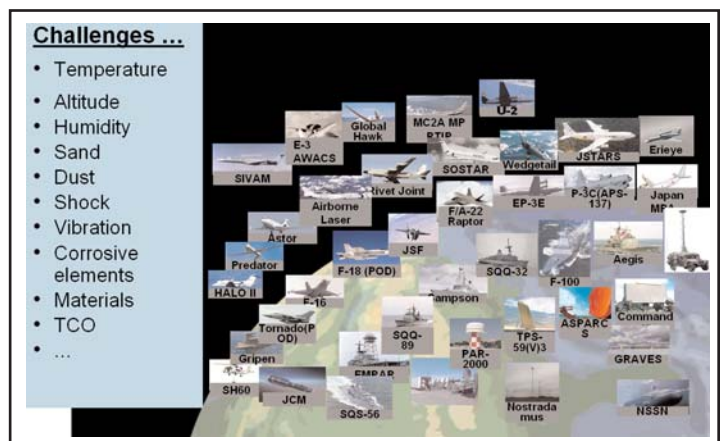 Challenges ...
• Temperature
• Altitude
• Humidity
• Sand
• Dust
• Shock
• Vibration
• Corrosive
elements
• Materials
• TCO
• ...
U-2
Global
Hawk
MC2A MP
RTIP
E-3
AWACS
SIVAM
SOSTAR
Wedgetail
JSTARS
Erieye
Rivet Joint
Airborne
Laser
F/A-22
Raptor
EP-3E
P-3C(APS-
137)
Japan
MPA
Astor
JSF
Predator
F-18 (POD)
SQQ-32
F-100
Aegis
HALO II
F-16
Sampson
Tornado(P
OD)
SQQ-
89
PAR-
2000
TPS-
59(V)3
ASPARC
S
Command
Gripen
EMPAR
GRAVES
SH60
JCM
SQS-56
Nostrada
mus
NSSN